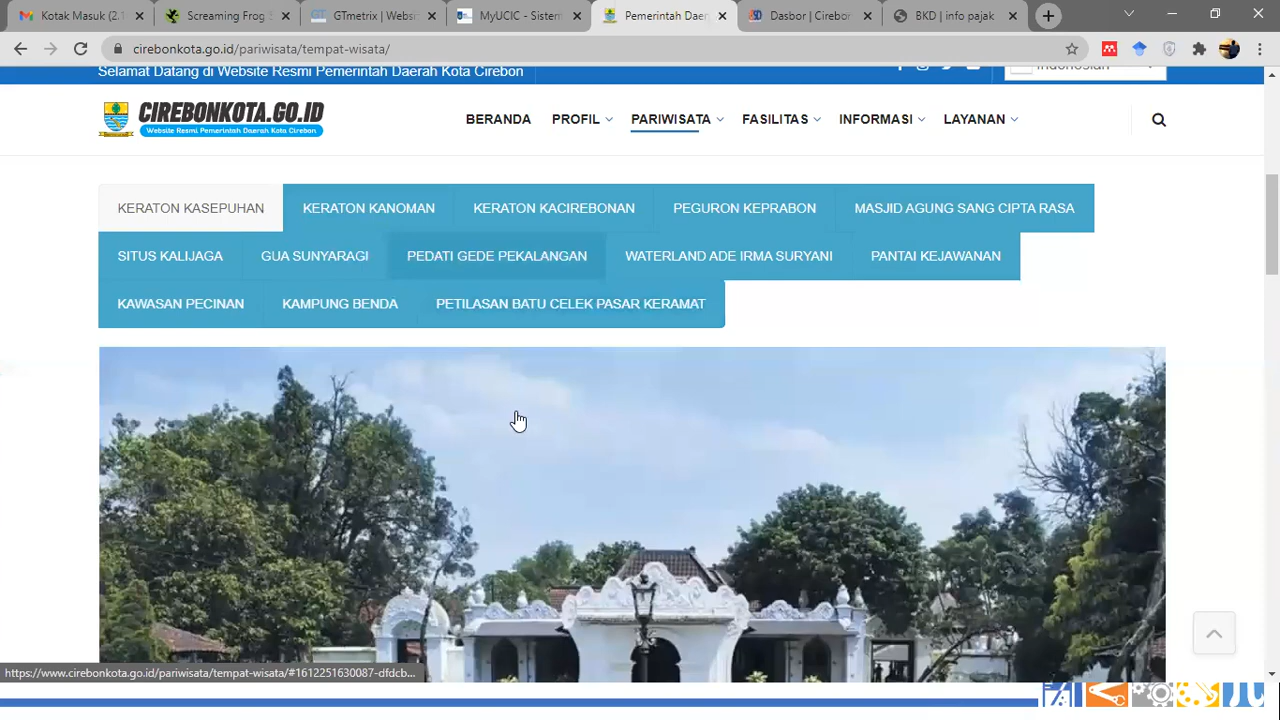 Kotak Masuk (2.1
Screaming Frog S
GTmetrix | Websi
MyUCIC - Sistem
Pemerintah Daer
Dasbor | Cirebon
BKD | info pajak
cirebonkota.go.id/pariwisata/tempat-wisata/
Selamat Datang di Website Resmi Pemerintah Daerah Kota Cirebon
Indonesian
CIREBONKOTA.GO.ID
Website Resmi Pemerintah Daerah Kota Cirebon
BERANDA
PROFIL
PARIWISATA
FASILITAS
INFORMASI
LAYANAN
KERATON KASEPUHAN
KERATON KANOMAN
KERATON KACIREBONAN
PEGURON KEPRABON
MASJID AGUNG SANG CIPTA RASA
SITUS KALIJAGA
GUA SUNYARAGI
PEDATI GEDE PEKALANGAN
WATERLAND ADE IRMA SURYANI
PANTAI KEJAWANAN
KAWASAN PECINAN
KAMPUNG BENDA
PETILASAN BATU CELEK PASAR KERAMAT
https://www.cirebonkota.go.id/pariwisata/tempat-wisata/#1612251630087-dfdcb...